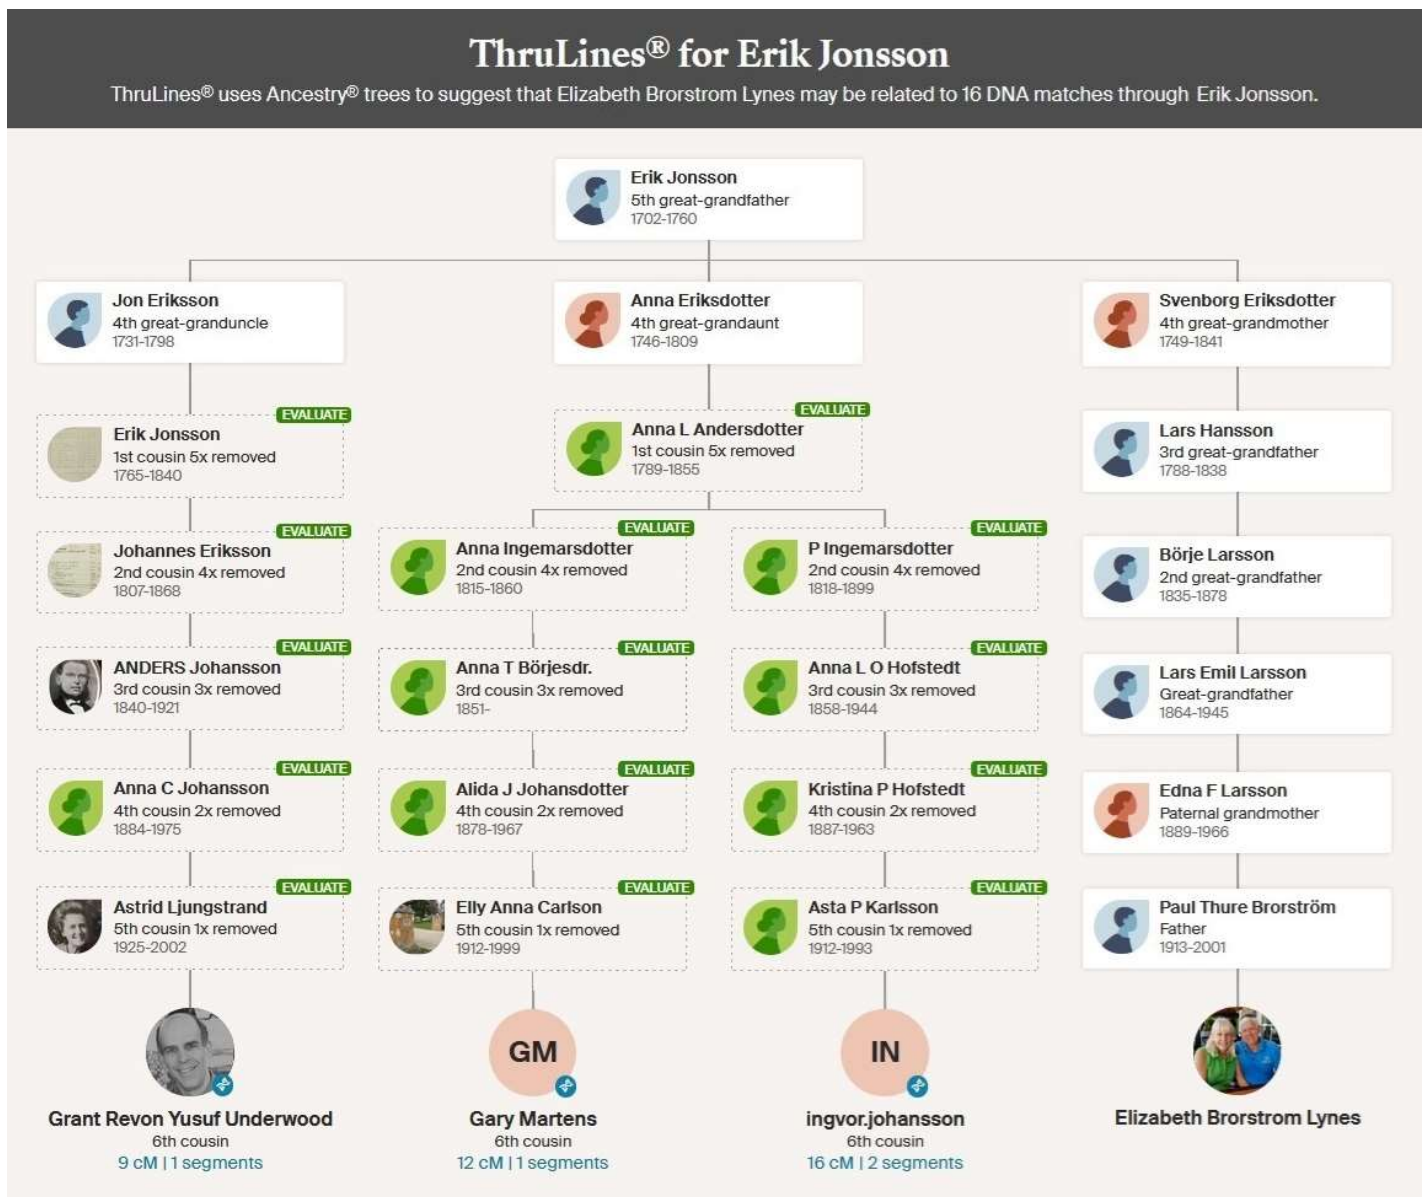 ThruLines® for Erik Jonsson
ThruLines® uses Ancestry® trees to suggest that Elizabeth Brorstrom Lynes may be related to 16 DNA matches through Erik Jonsson.
Erik Jonsson
5th great-grandfather
1702-1760
Jon Eriksson
4th great-granduncle
1731-1798
Anna Eriksdotter
4th great-grandaunt
1746-1809
Svenborg Eriksdotter
4th great-grandmother
1749-1841
EVALUATE
Erik Jonsson
1st cousin 5x removed
1765-1840
EVALUATE
Anna L Andersdotter
1st cousin 5x removed
1789-1855
Lars Hansson
3rd great-grandfather
1788-1838
EVALUATE
Johannes Eriksson
2nd cousin 4x removed
1807-1868
EVALUATE
Anna Ingemarsdotter
2nd cousin 4x removed
1815-1860
EVALUATE
P Ingemarsdotter
2nd cousin 4x removed
1818-1899
Börje Larsson
2nd great-grandfather
1835-1878
EVALUATE
ANDERS Johansson
3rd cousin 3x removed
1840-1921
EVALUATE
Anna T Börjesdr.
3rd cousin 3x removed
1851-
EVALUATE
Anna L O Hofstedt
3rd cousin 3x removed
1858-1944
Lars Emil Larsson
Great-grandfather
1864-1945
EVALUATE
Anna C Johansson
4th cousin 2x removed
1884-1975
EVALUATE
Alida J Johansdotter
4th cousin 2x removed
1878-1967
EVALUATE
Kristina P Hofstedt
4th cousin 2x removed
1887-1963
Edna F Larsson
Paternal grandmother
1889-1966
EVALUATE
Astrid Ljungstrand
5th cousin 1x removed
1925-2002
EVALUATE
Elly Anna Carlson
5th cousin 1x removed
1912-1999
EVALUATE
Asta P Karlsson
5th cousin 1x removed
1912-1993
Paul Thure Brorström
Father
1913-2001
Grant Revon Yusuf Underwood
6th cousin
9 cM | 1 segments
GM
Gary Martens
6th cousin
12 cM | 1 segments
IN
ingvor.johansson
6th cousin
16 cM | 2 segments
Elizabeth Brorstrom Lynes